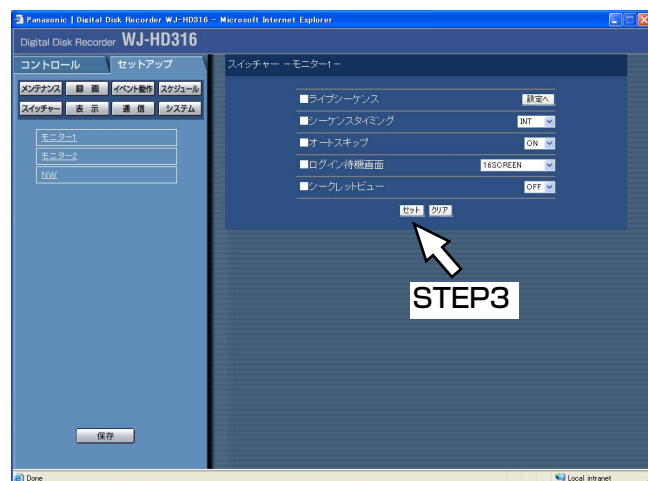 Panasonic | Digital Disk Recorder WJ-HD316 - Microsoft Internet Explorer
Digital Disk Recorder WJ-HD316
コントロール セットアップ
メンテナンス 録 画 イベント動作 スケジュール
スイッチャー 表 示 通 信 システム
モニター1
モニター2
NW
保存
スイッチャー －モニター1－
■ライブシーケンス 設定へ
■シーケンスタイミング INT
■オートスキップ ON
■ログイン待機画面 16SCREEN
■シークレットビュー OFF
セット クリア
STEP3
Done Local intranet